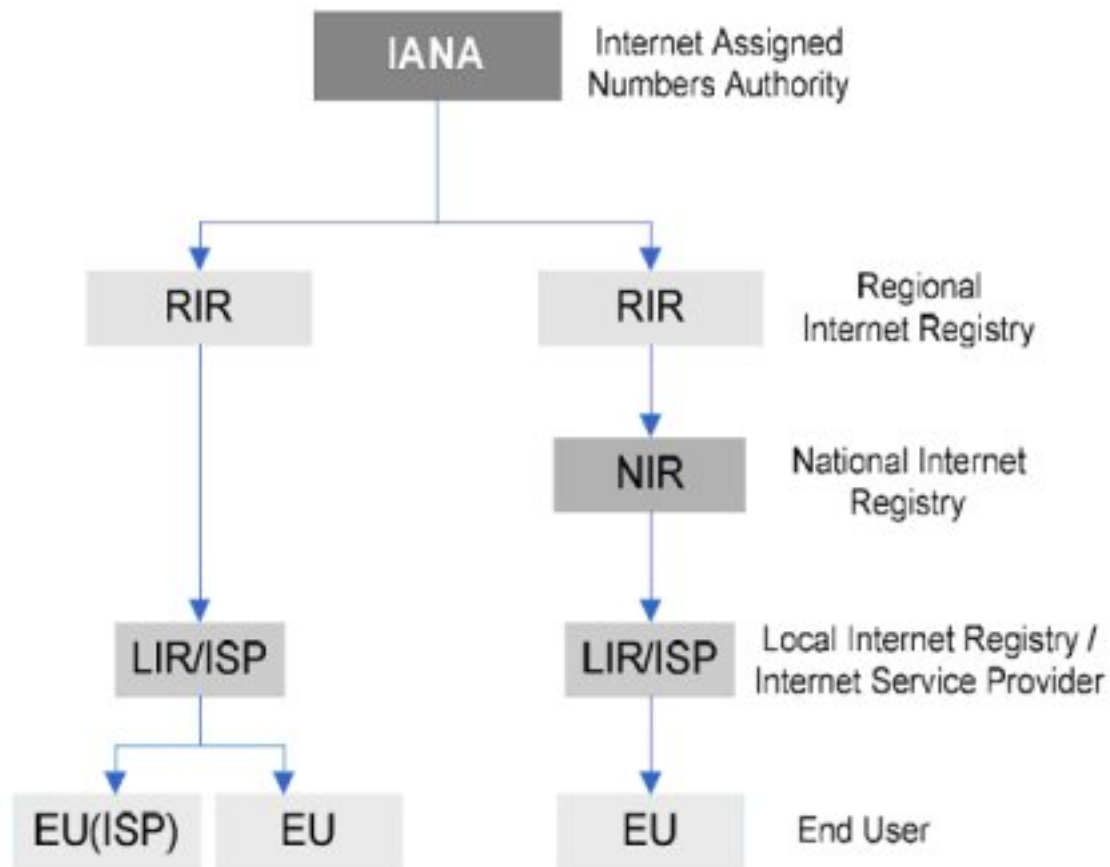 IANA
Internet Assigned
Numbers Authority
RIR
RIR
Regional
Internet Registry
NIR
National Internet
Registry
LIR/ISP
LIR/ISP
Local Internet Registry /
Internet Service Provider
EU(ISP)
EU
EU
End User